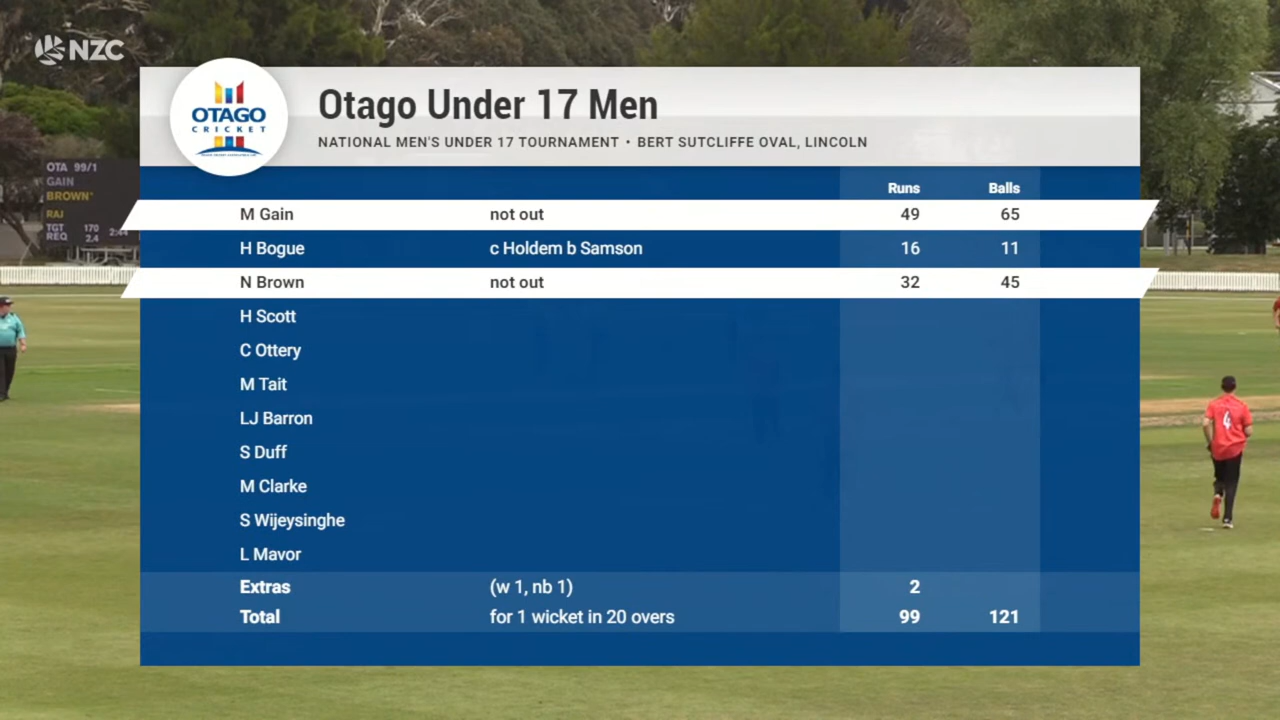 NZC
OTAGO
CRICKET
Otago Under 17 Men
NATIONAL MEN'S UNDER 17 TOURNAMENT • BERT SUTCLIFFE OVAL, LINCOLN
Runs Balls
M Gain not out 49 65
H Bogue c Holdem b Samson 16 11
N Brown not out 32 45
H Scott
C Ottery
M Tait
LJ Barron
S Duff
M Clarke
S Wijeysinghe
L Mavor
Extras (w 1, nb 1) 2
Total for 1 wicket in 20 overs 99 121
OTA 99/1
GAIN
BROWN*
RAJ
TGT 170
REQ 2.4
4